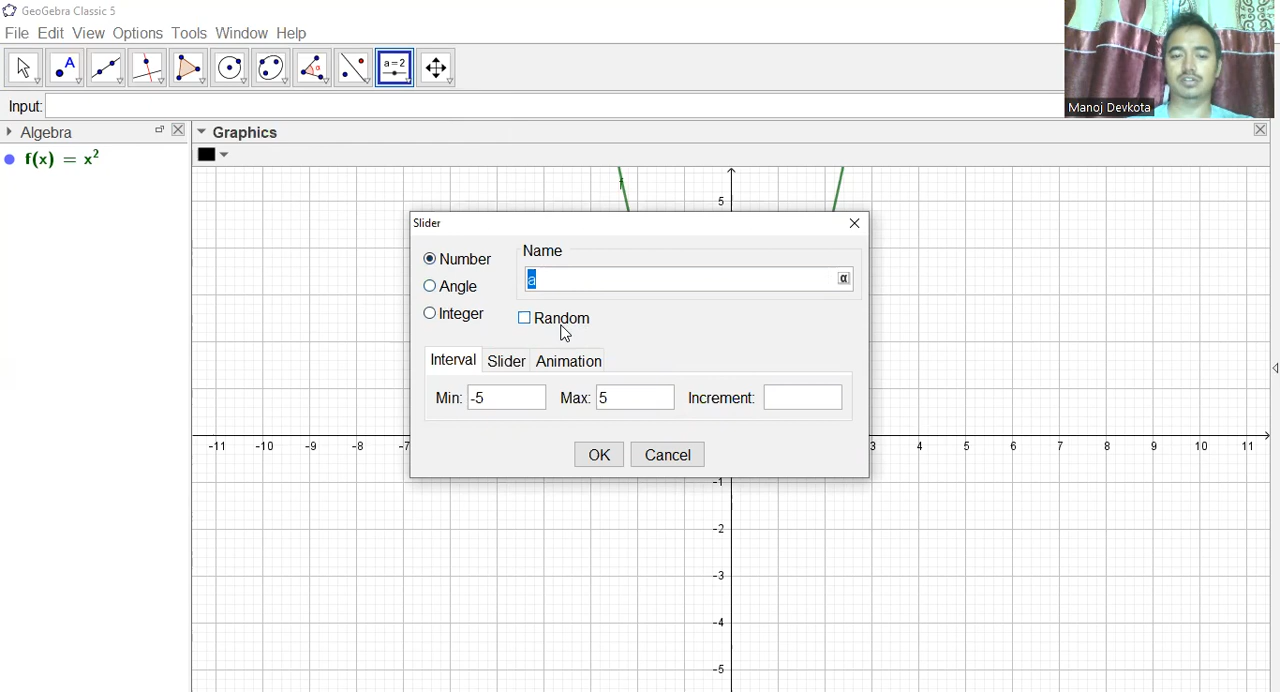 GeoGebra Classic 5
File Edit View Options Tools Window Help
A a=2
Input:
Manoj Devkota
Algebra
Graphics
f(x) = x²
f
5
Slider
Number
Angle
Integer
Name
a
α
Random
Interval Slider Animation
Min: -5 Max: 5 Increment:
OK Cancel
-11 -10 -9 -8 -7 3 4 5 6 7 8 9 10 11
-1
-2
-3
-4
-5